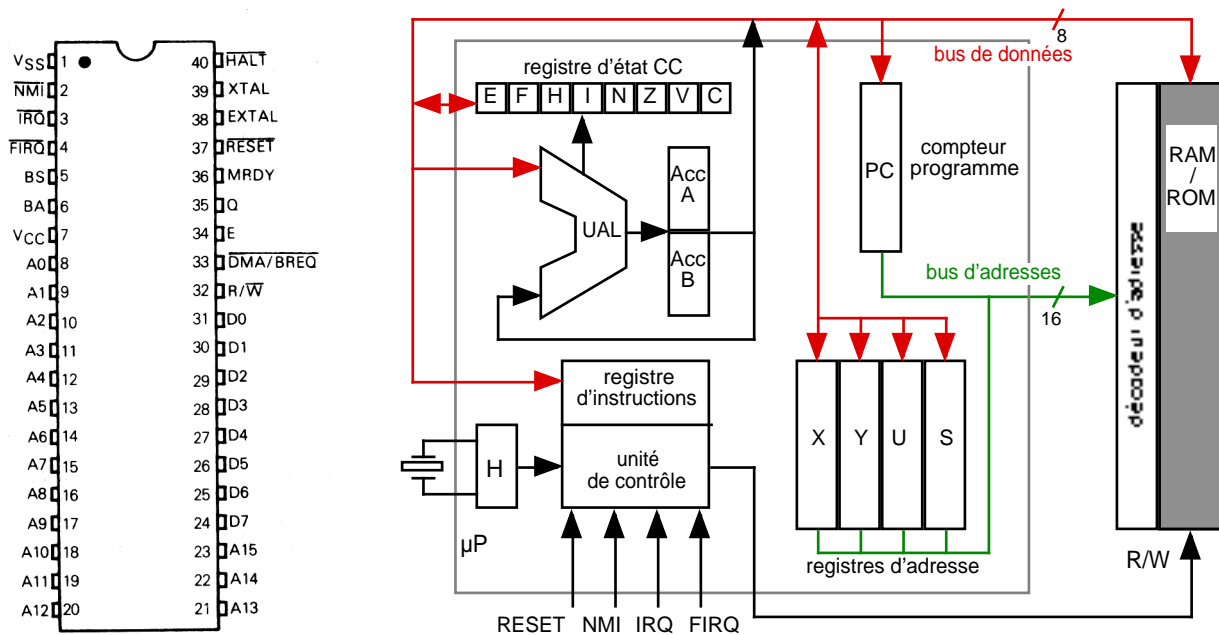 VSS 1 40 HALT
NMI 2 39 XTAL
IRQ 3 38 EXTAL
FIRQ 4 37 RESET
BS 5 36 MRDY
BA 6 35 Q
VCC 7 34 E
A0 8 33 DMA/BREQ
A1 9 32 R/W
A2 10 31 D0
A3 11 30 D1
A4 12 29 D2
A5 13 28 D3
A6 14 27 D4
A7 15 26 D5
A8 16 25 D6
A9 17 24 D7
A10 18 23 A15
A11 19 22 A14
A12 20 21 A13
8
bus de données
registre d'état CC
E F H I N Z V C
UAL
Acc
A
Acc
B
PC
compteur
programme
RAM
/
ROM
décodeur d'adresse
bus d'adresses
16
registre
d'instructions
H
unité
de contrôle
X Y U S
µP
registres d'adresse
R/W
RESET NMI IRQ FIRQ